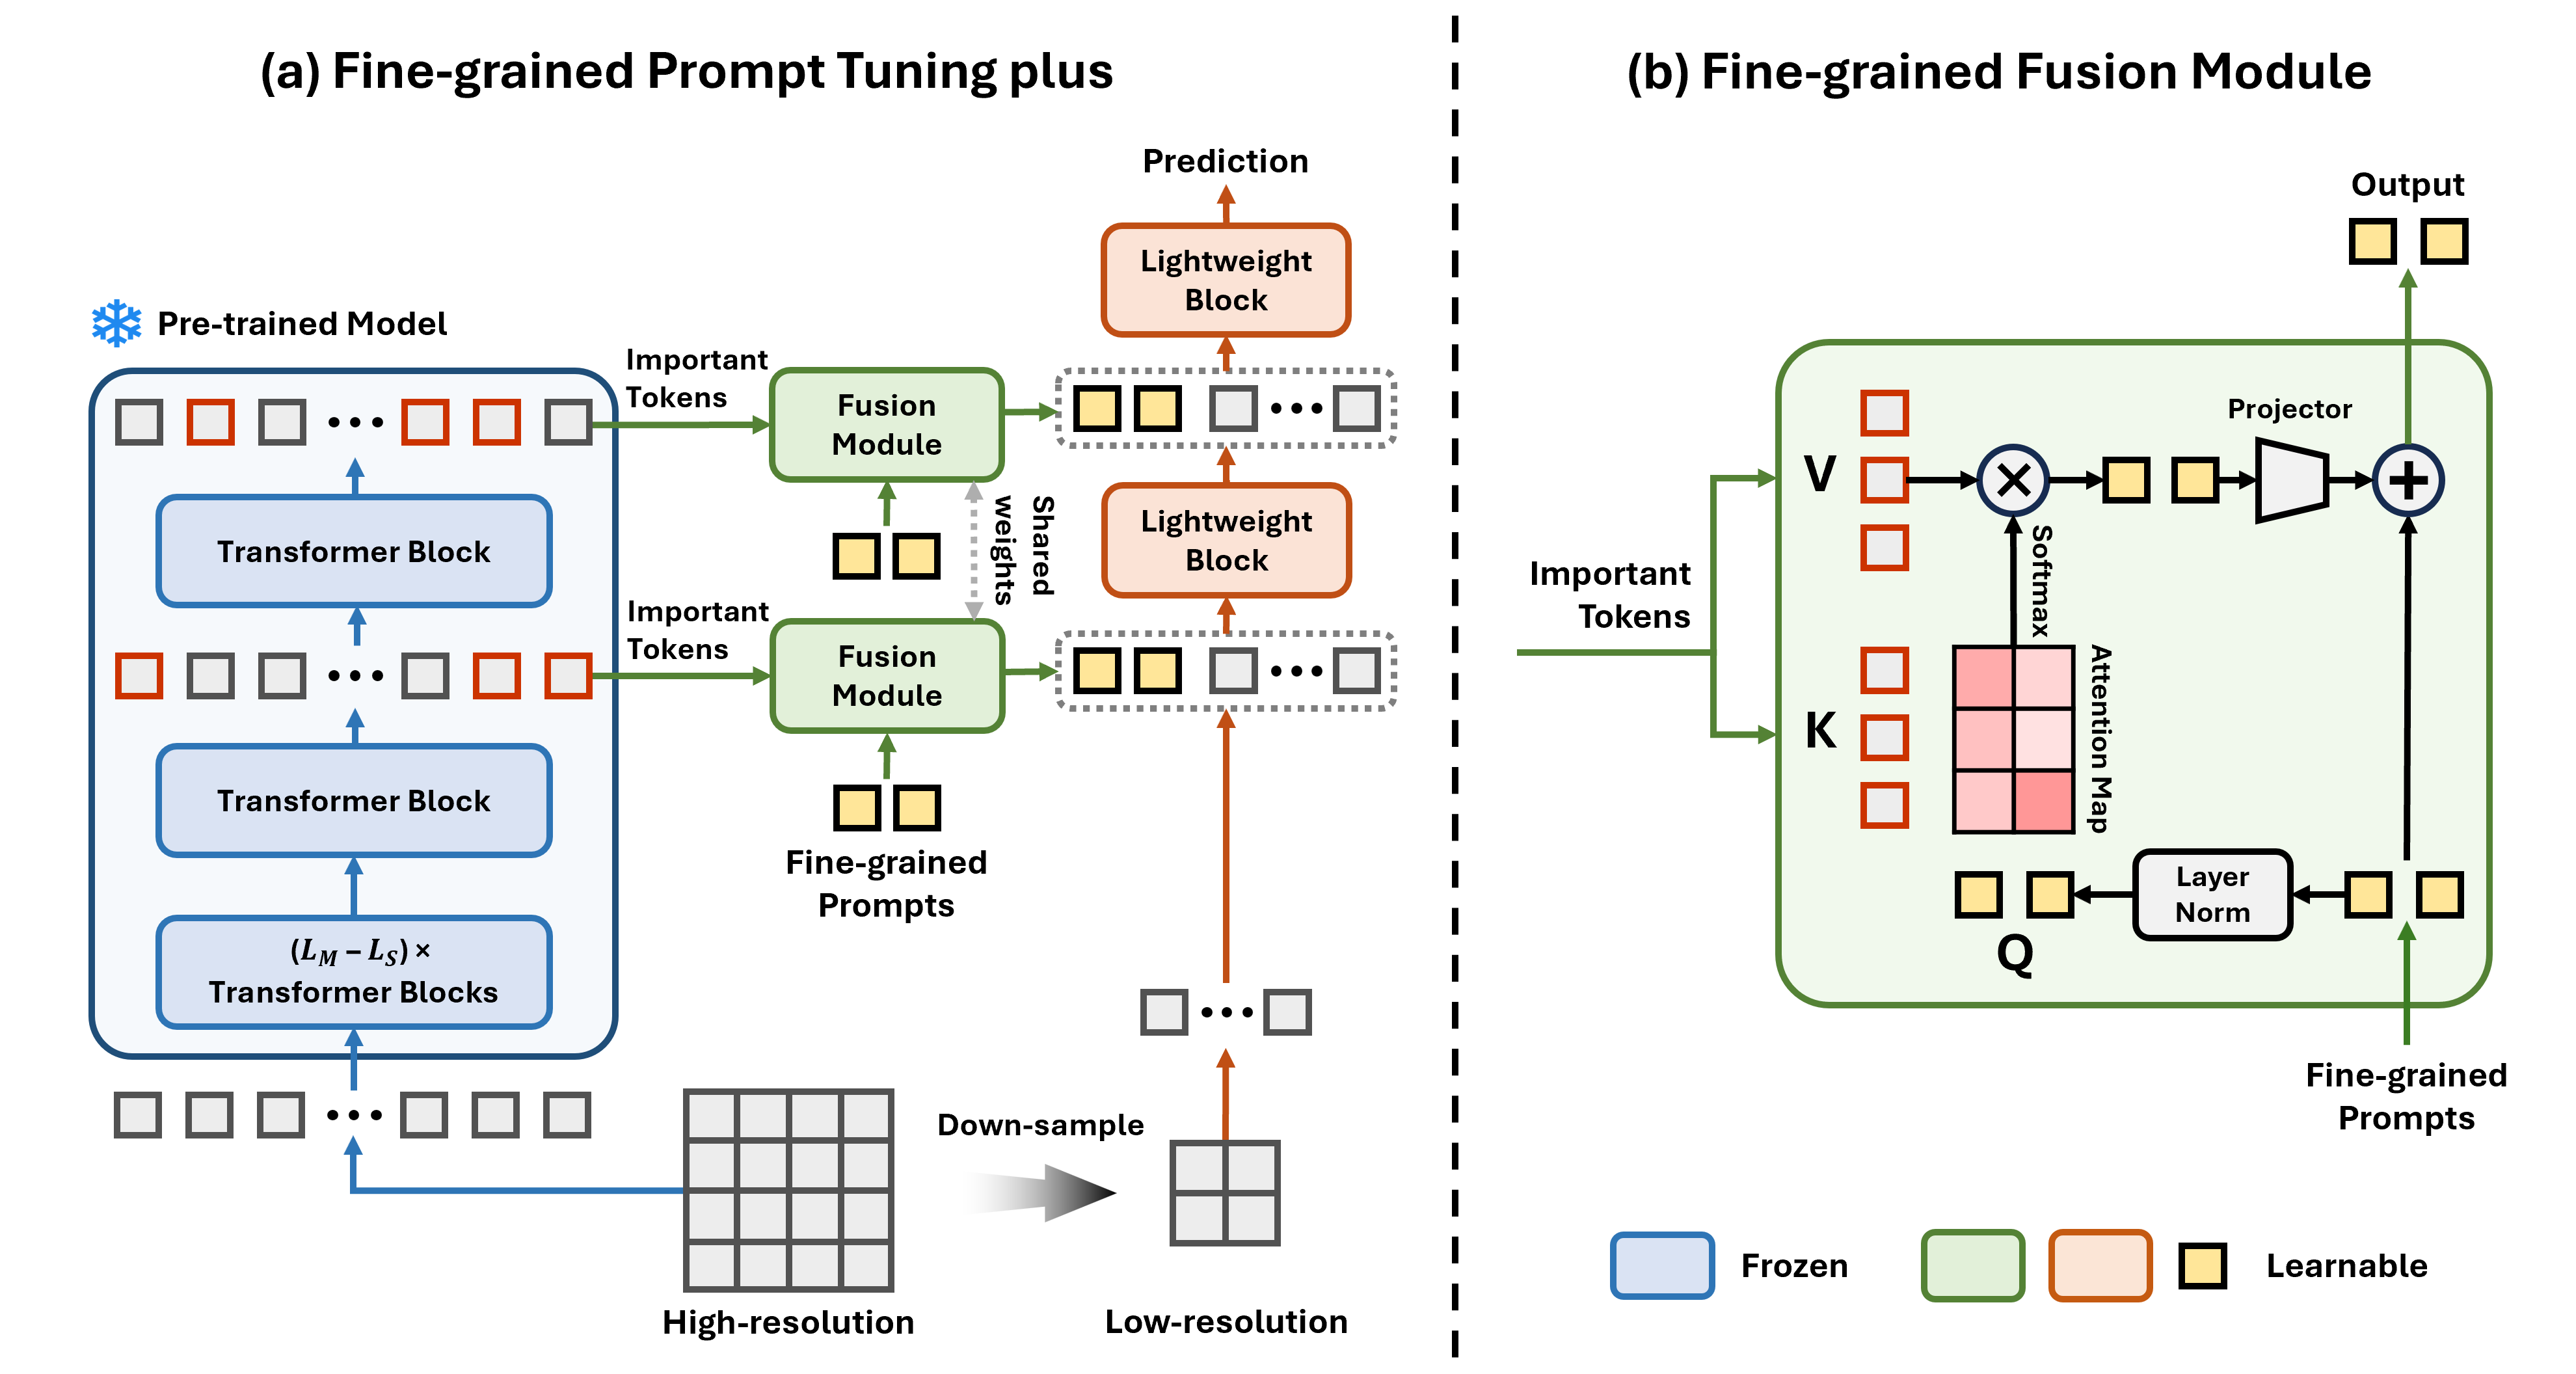 (a) Fine-grained Prompt Tuning plus
Prediction
Lightweight
Block
Pre-trained Model
Important
Tokens
Fusion
Module
Transformer Block
Shared
weights
Lightweight
Block
Important
Tokens
Fusion
Module
Transformer Block
Fine-grained
Prompts
(L_M – L_S) ×
Transformer Blocks
Down-sample
High-resolution
Low-resolution
(b) Fine-grained Fusion Module
Output
Projector
V
Softmax
Important
Tokens
K
Attention Map
Layer
Norm
Q
Fine-grained
Prompts
Frozen
Learnable